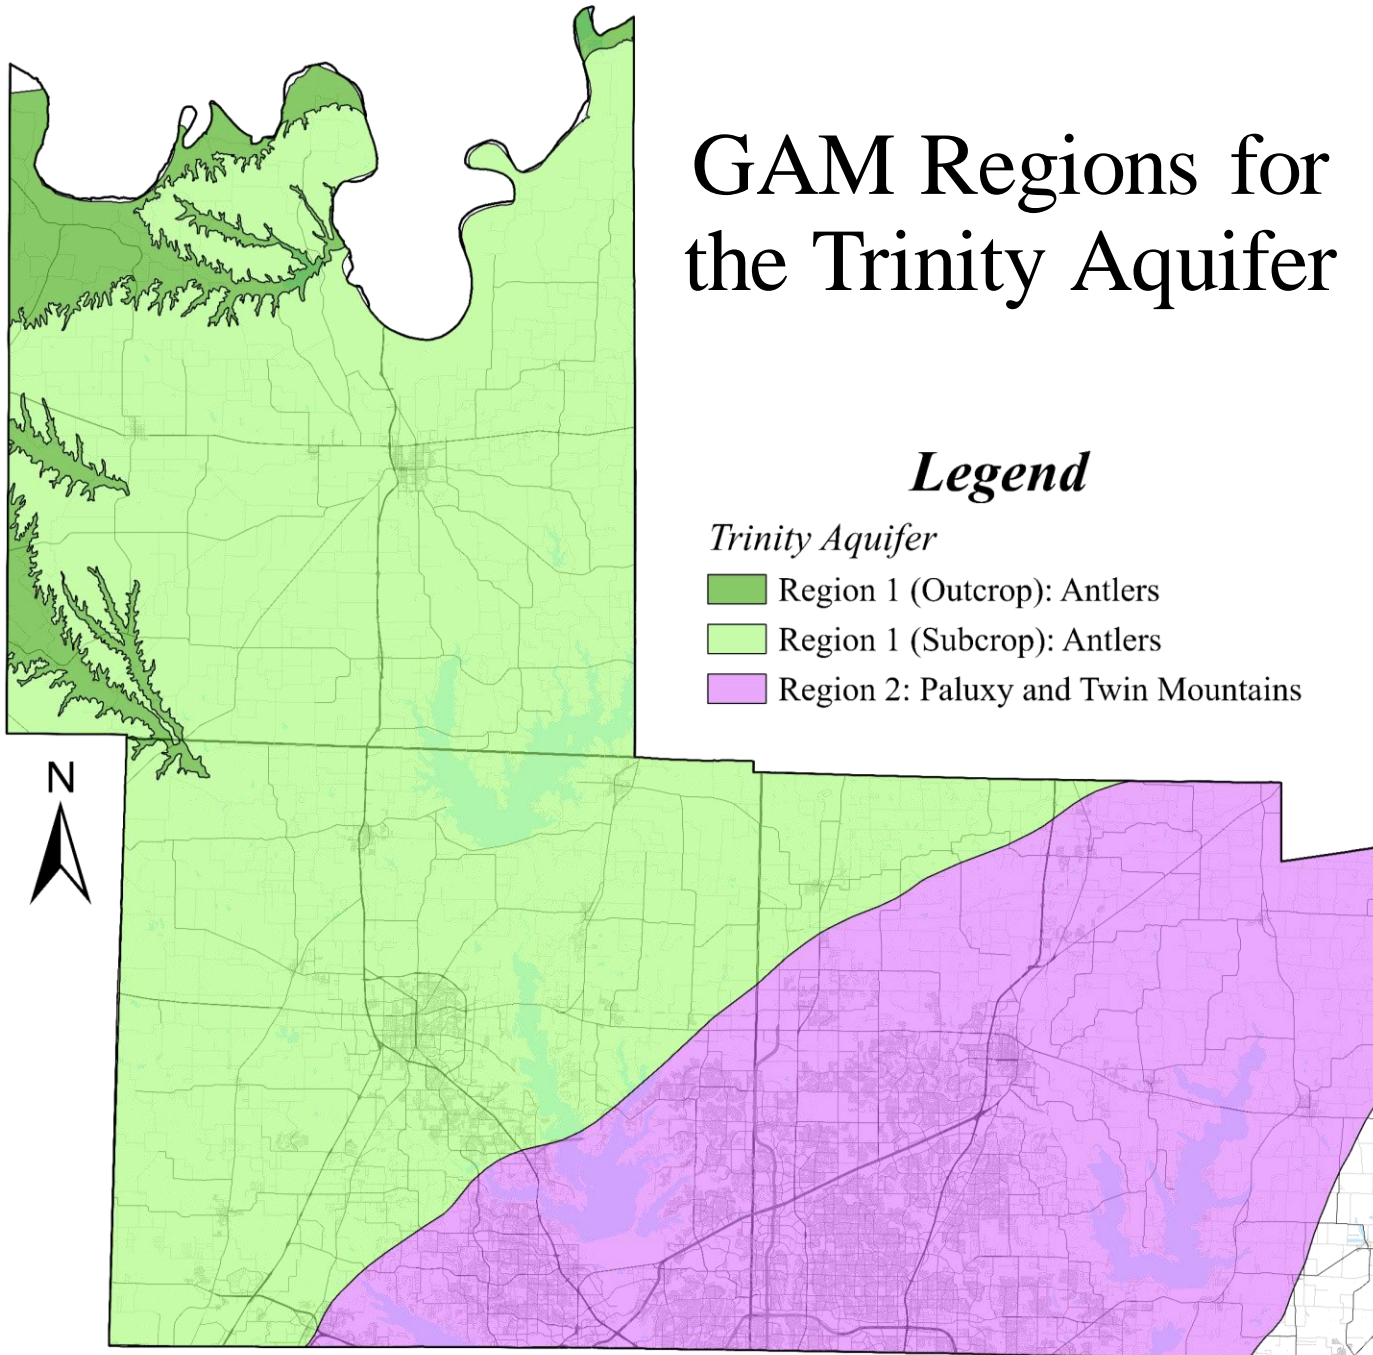 GAM Regions for
the Trinity Aquifer
Legend
Trinity Aquifer
Region 1 (Outcrop): Antlers
Region 1 (Subcrop): Antlers
Region 2: Paluxy and Twin Mountains
N